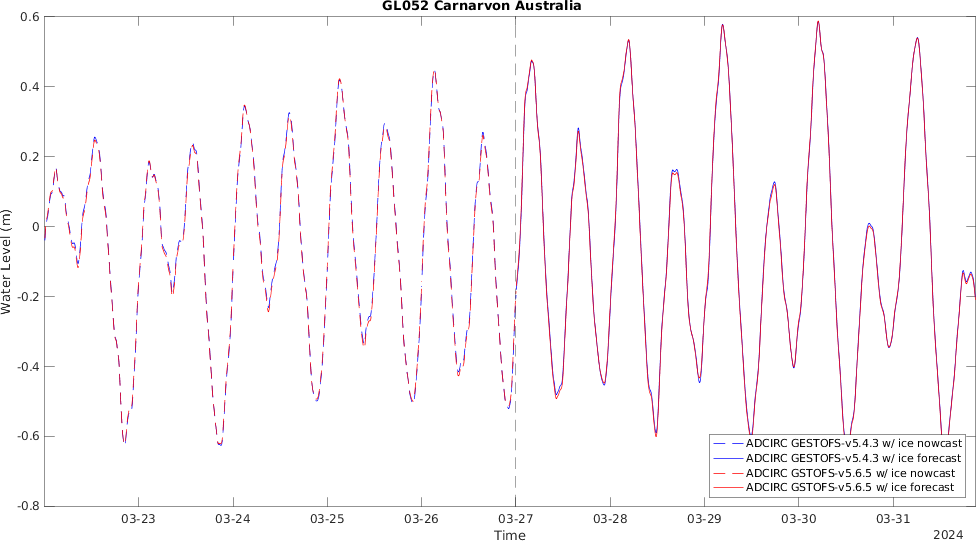 GL052 Carnarvon Australia
0.6
0.4
0.2
0
-0.2
-0.4
-0.6
-0.8
Water Level (m)
03-23
03-24
03-25
03-26
03-27
03-28
03-29
03-30
03-31
Time
2024
ADCIRC GESTOFS-v5.4.3 w/ ice nowcast
ADCIRC GESTOFS-v5.4.3 w/ ice forecast
ADCIRC GSTOFS-v5.6.5 w/ ice nowcast
ADCIRC GSTOFS-v5.6.5 w/ ice forecast